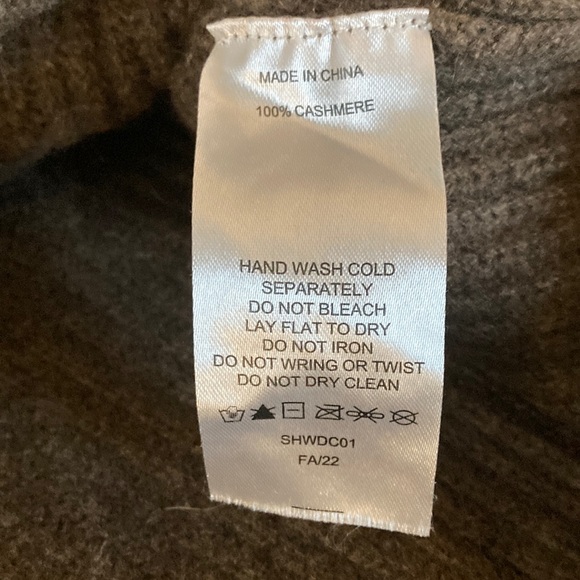 MADE IN CHINA
100% CASHMERE
HAND WASH COLD
SEPARATELY
DO NOT BLEACH
LAY FLAT TO DRY
DO NOT IRON
DO NOT WRING OR TWIST
DO NOT DRY CLEAN
SHWDC01
FA/22